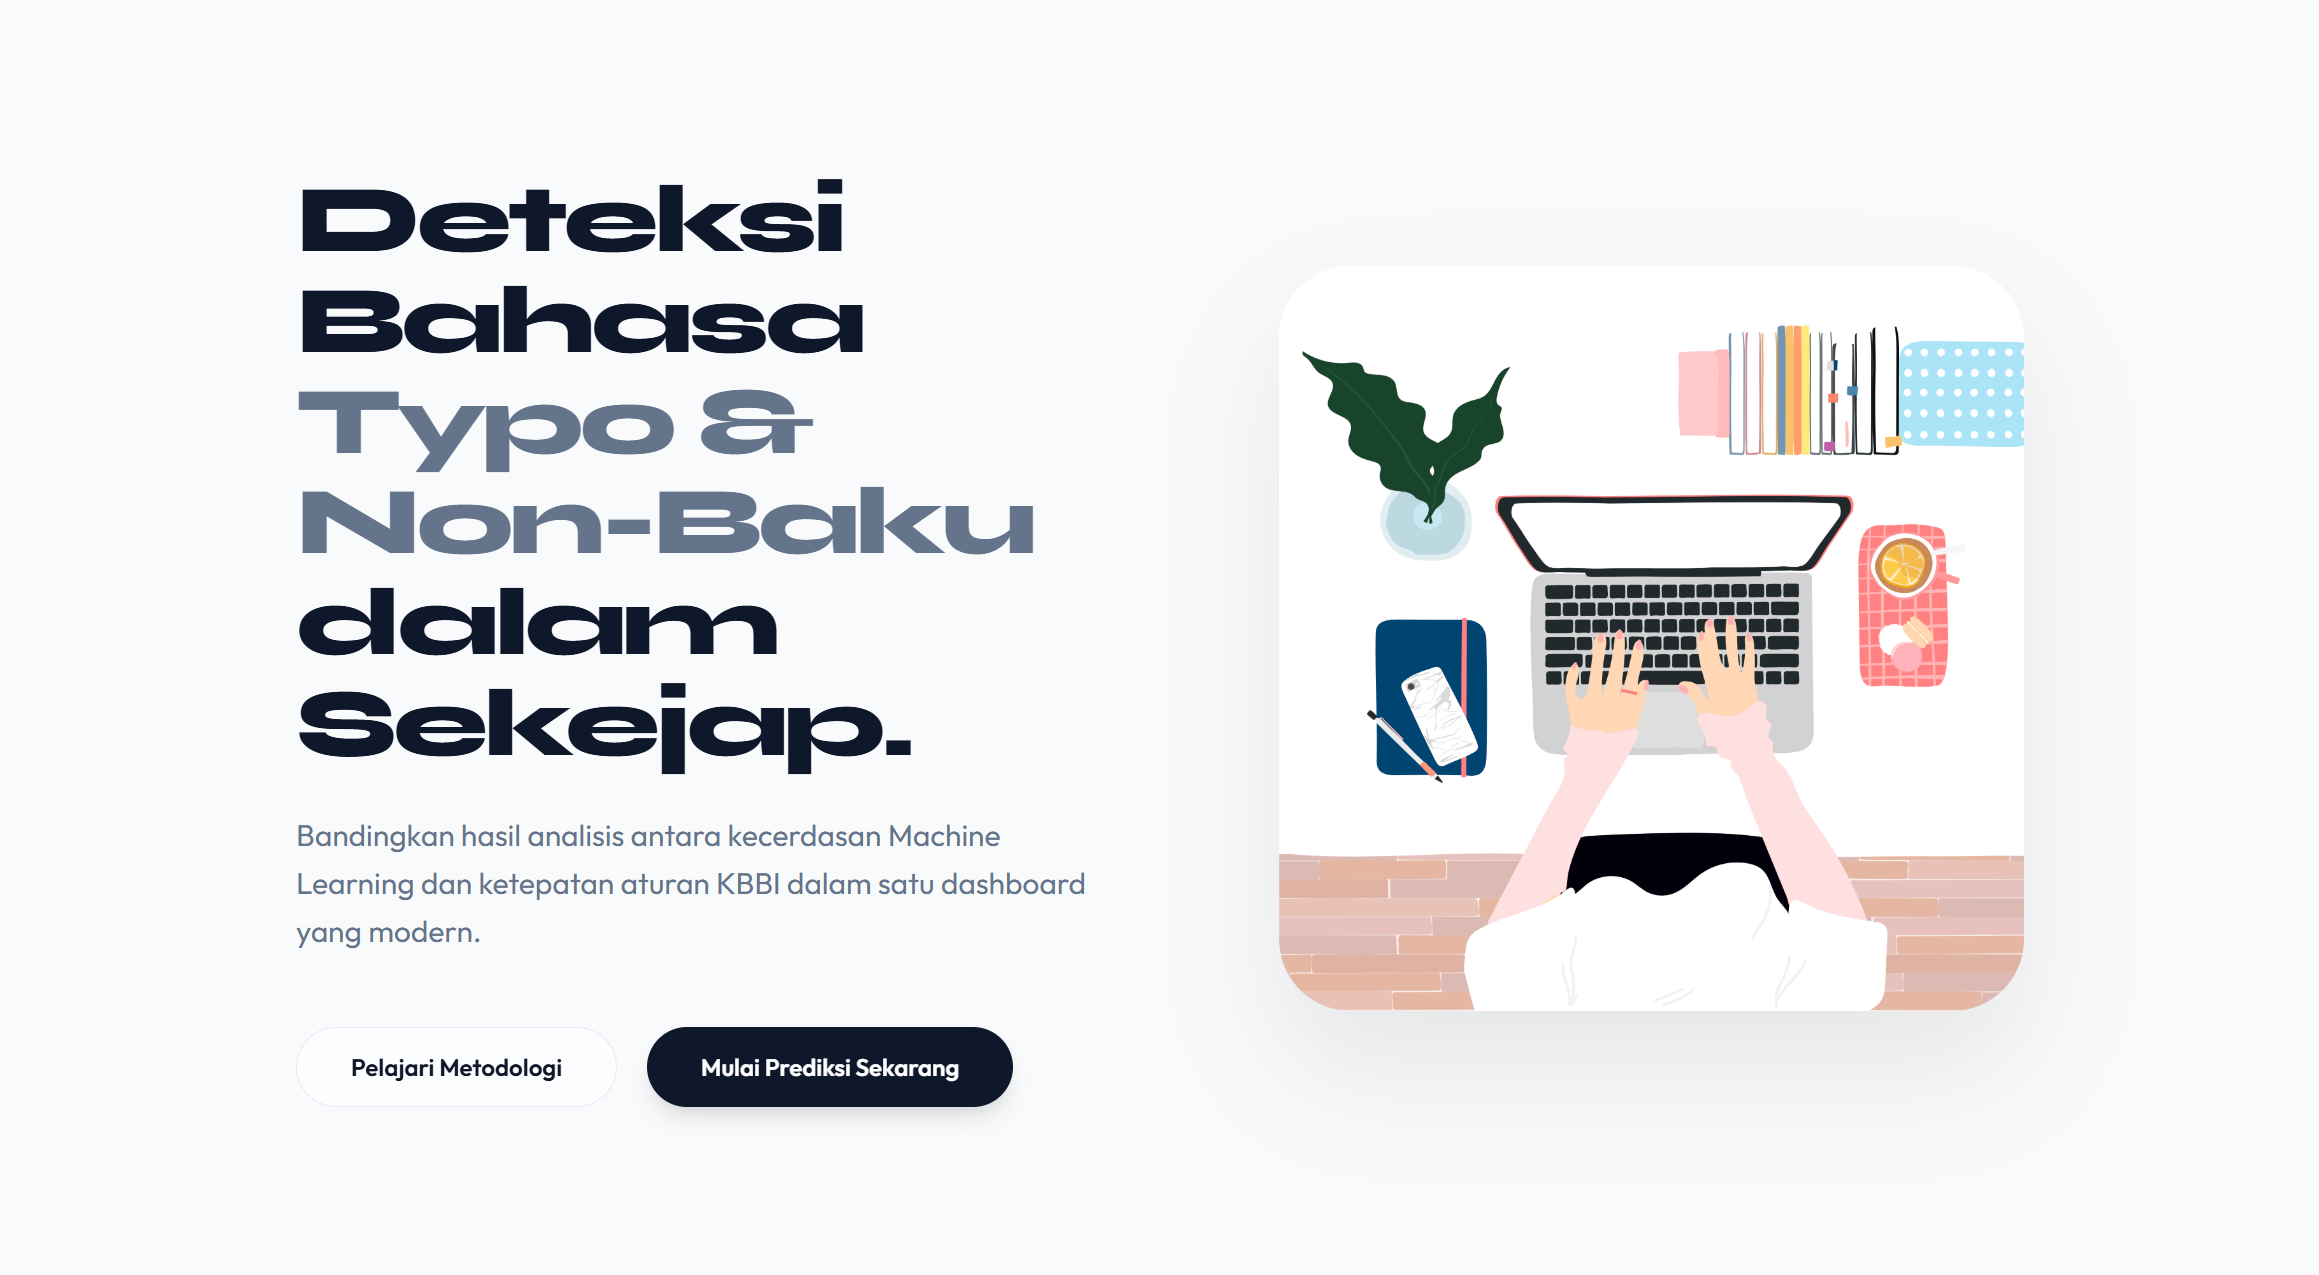 Deteksi
Bahasa
Typo &
Non-Baku
dalam
Sekejap.
Bandingkan hasil analisis antara kecerdasan Machine
Learning dan ketepatan aturan KBBI dalam satu dashboard
yang modern.
Pelajari Metodologi
Mulai Prediksi Sekarang